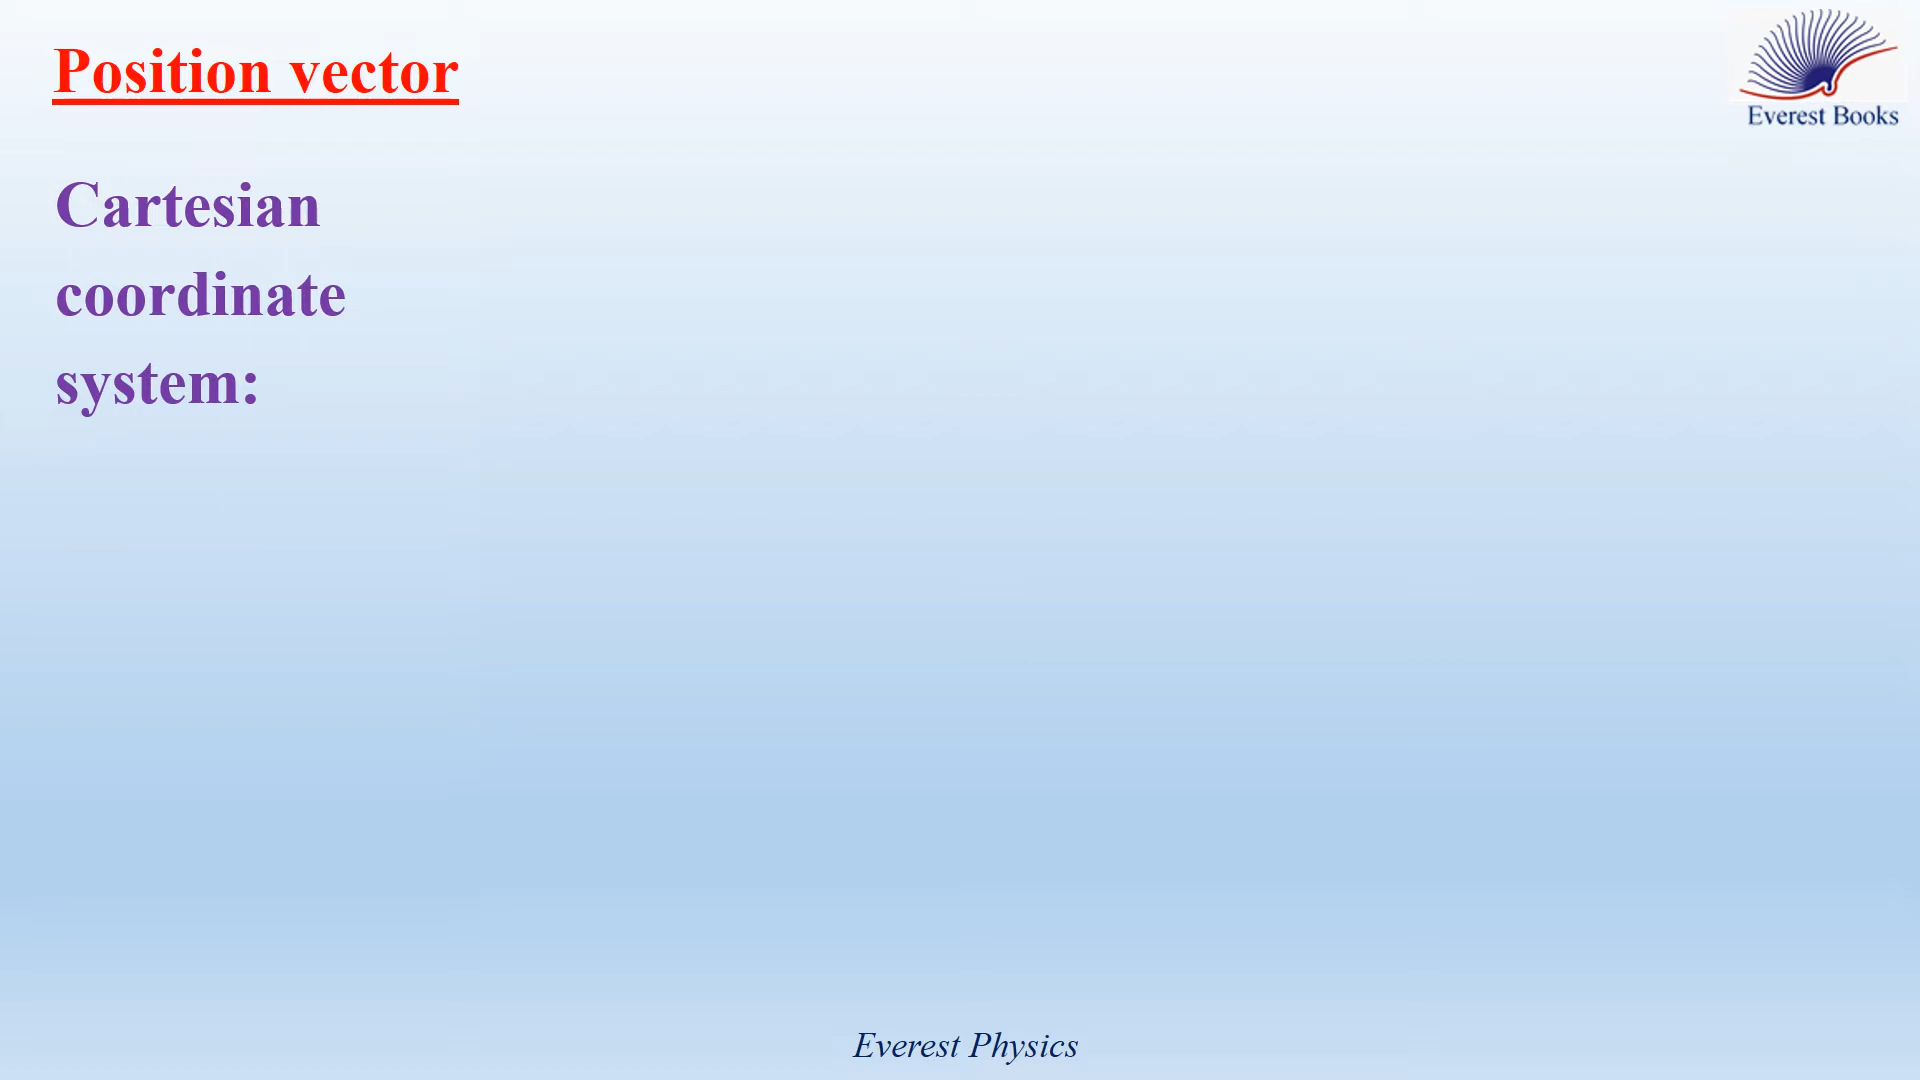 Position vector
Everest Books
Cartesian
coordinate
system:
Everest Physics